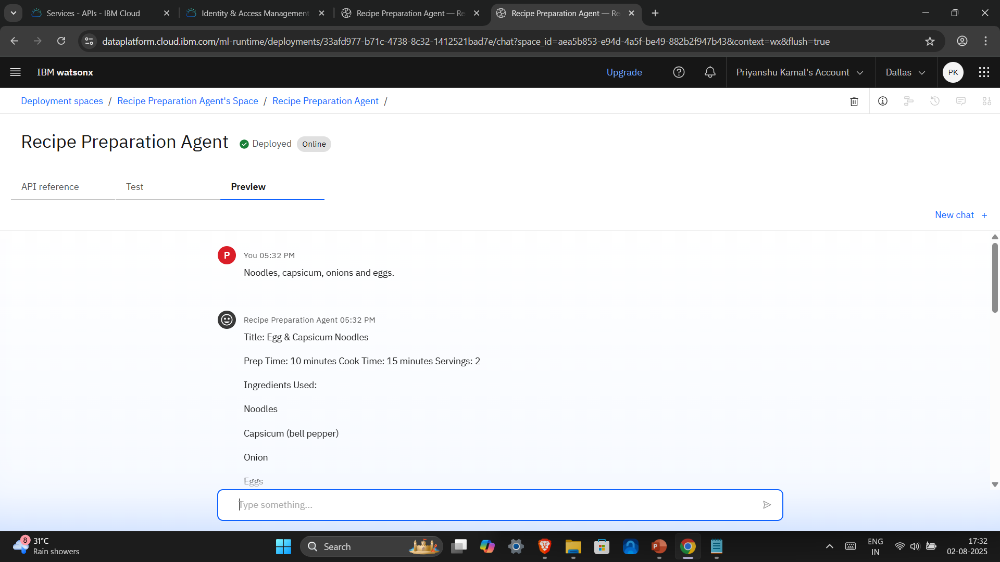 Services - APIs - IBM Cloud
Identity & Access Management
Recipe Preparation Agent — Re
Recipe Preparation Agent — Re
dataplatform.cloud.ibm.com/ml-runtime/deployments/33afd977-b71c-4738-8c32-1412521bad7e/chat?space_id=aea5b853-e94d-4a5f-be49-882b2f947b43&context=wx&flush=true
IBM watsonx
Upgrade
Priyanshu Kamal's Account
Dallas
PK
Deployment spaces / Recipe Preparation Agent's Space / Recipe Preparation Agent /
Recipe Preparation Agent
Deployed
Online
API reference
Test
Preview
New chat +
P
You 05:32 PM
Noodles, capsicum, onions and eggs.
Recipe Preparation Agent 05:32 PM
Title: Egg & Capsicum Noodles
Prep Time: 10 minutes Cook Time: 15 minutes Servings: 2
Ingredients Used:
Noodles
Capsicum (bell pepper)
Onion
Eggs
Type something...
8
31°C
Rain showers
Search
ENG
IN
17:32
02-08-2025